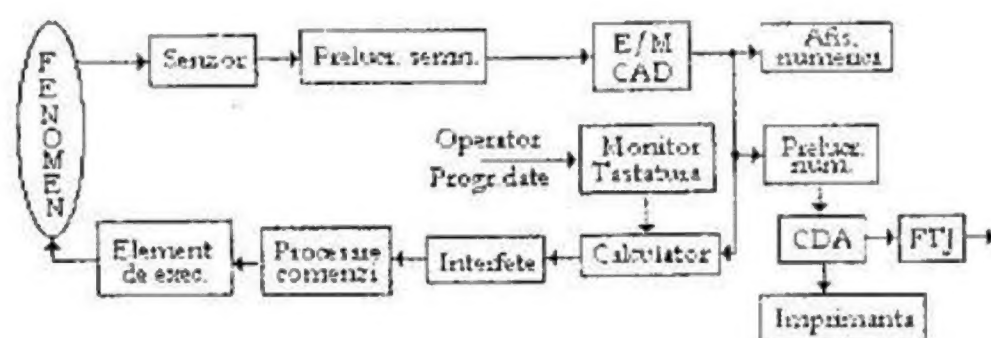 FENOMEN
Senzor
Prelucr. semn.
E/M
CAD
Afis.
numerica
Operator
Progr.date
Monitor
Tastatura
Prelucr.
num.
Element
de exec.
Procesare
comenzi
Interfete
Calculator
CDA
FTJ
Imprimanta